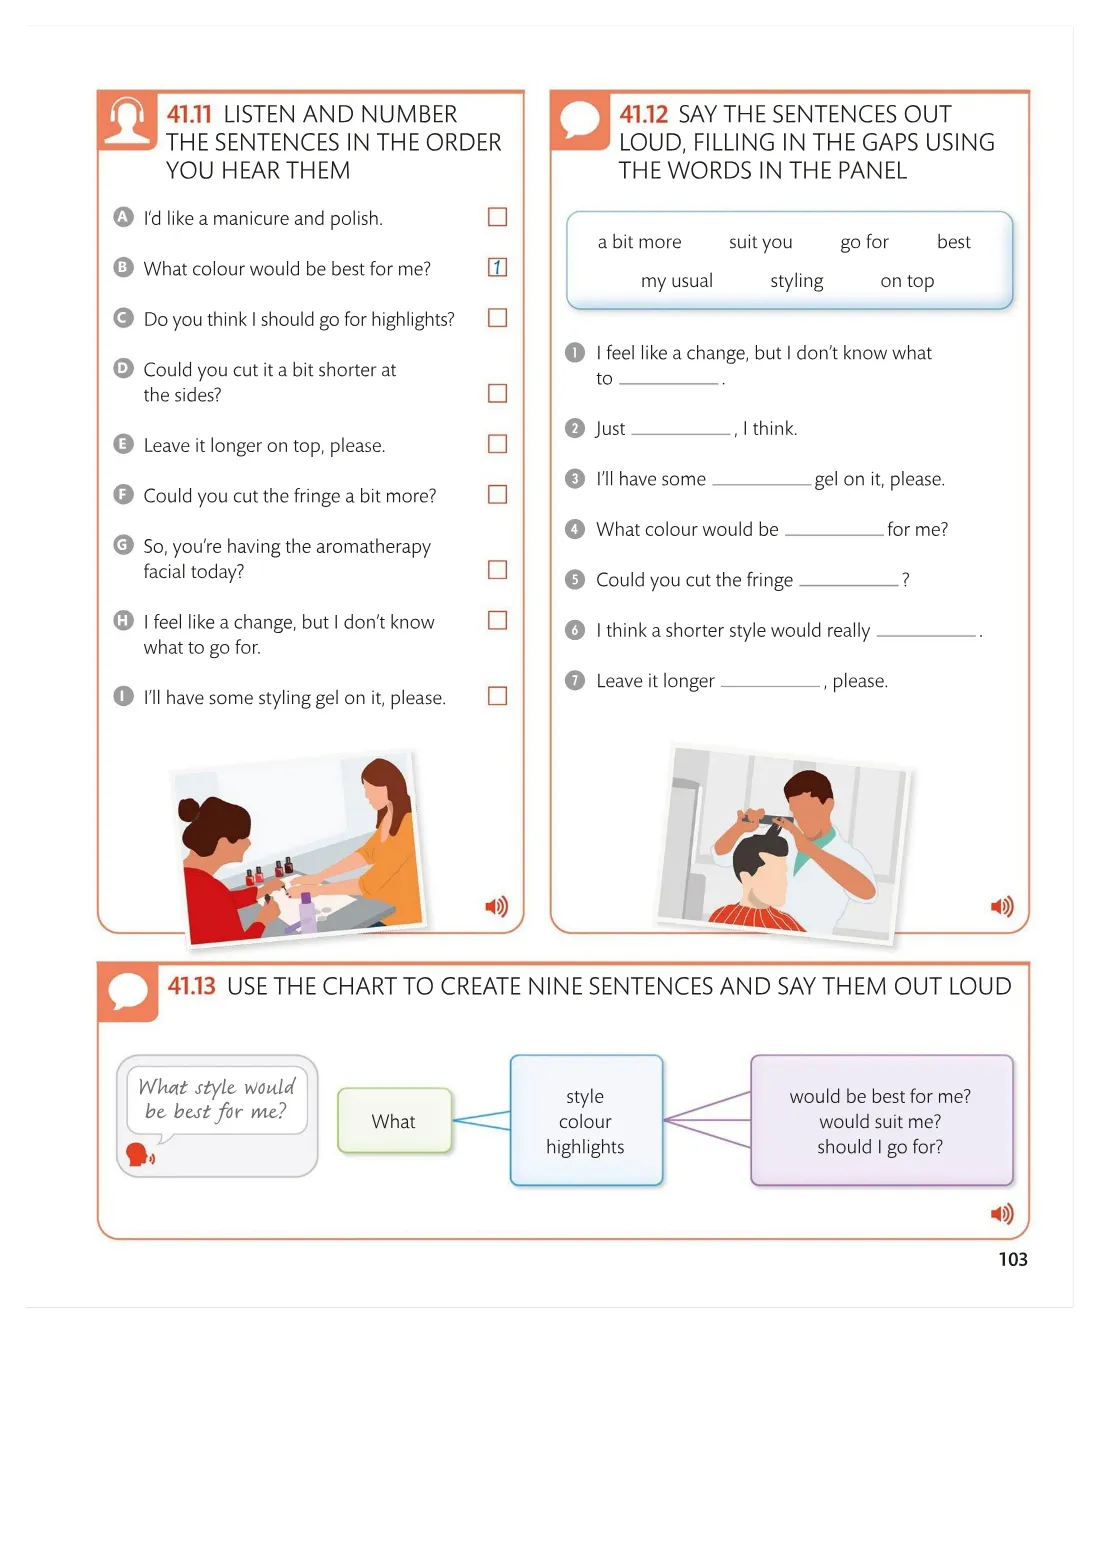 41.11 LISTEN AND NUMBER
THE SENTENCES IN THE ORDER
YOU HEAR THEM
A I'd like a manicure and polish.
B What colour would be best for me? 1
C Do you think I should go for highlights?
D Could you cut it a bit shorter at
the sides?
E Leave it longer on top, please.
F Could you cut the fringe a bit more?
G So, you're having the aromatherapy
facial today?
H I feel like a change, but I don't know
what to go for.
I I'll have some styling gel on it, please.
41.12 SAY THE SENTENCES OUT
LOUD, FILLING IN THE GAPS USING
THE WORDS IN THE PANEL
a bit more suit you go for best
my usual styling on top
1 I feel like a change, but I don't know what
to __________ .
2 Just __________ , I think.
3 I'll have some __________ gel on it, please.
4 What colour would be __________ for me?
5 Could you cut the fringe __________ ?
6 I think a shorter style would really __________ .
7 Leave it longer __________ , please.
41.13 USE THE CHART TO CREATE NINE SENTENCES AND SAY THEM OUT LOUD
What style would
be best for me?
What
style
colour
highlights
would be best for me?
would suit me?
should I go for?
103